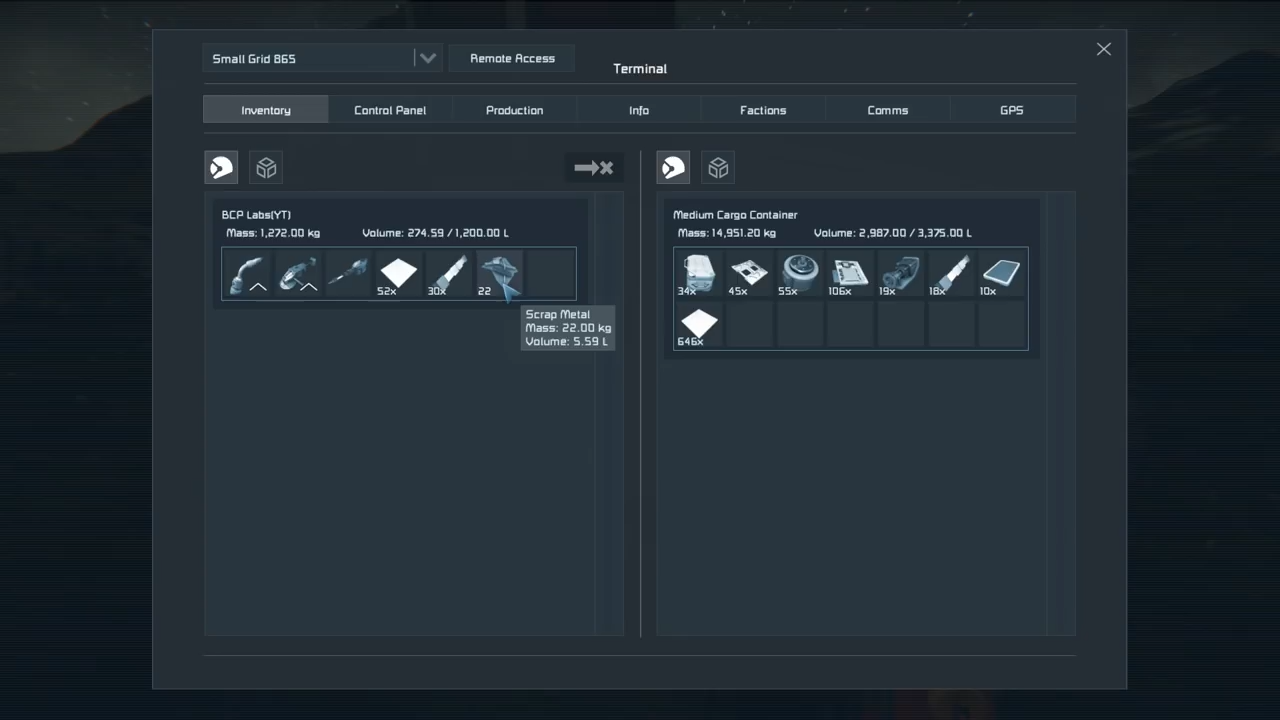 Small Grid 865
Remote Access
Terminal
Inventory
Control Panel
Production
Info
Factions
Comms
GPS
BCP Labs(YT)
Mass: 1,272.00 kg Volume: 274.59 / 1,200.00 L
52x
30x
22
Scrap Metal
Mass: 22.00 kg
Volume: 5.59 L
Medium Cargo Container
Mass: 14,951.20 kg Volume: 2,987.00 / 3,375.00 L
34x
45x
55x
106x
19x
18x
10x
646x